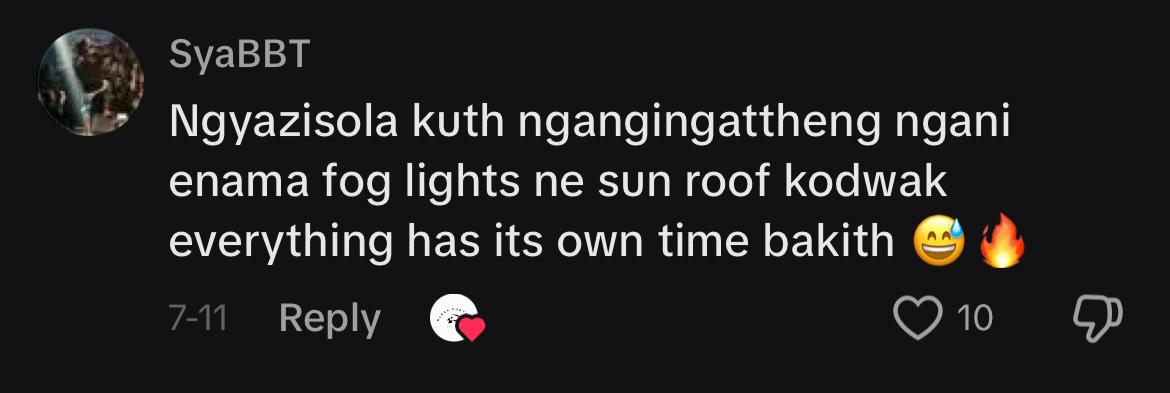 SyaBBT
Ngyazisola kuth ngangingattheng ngani
enama fog lights ne sun roof kodwak
everything has its own time bakith 😅🔥
7-11 Reply 10